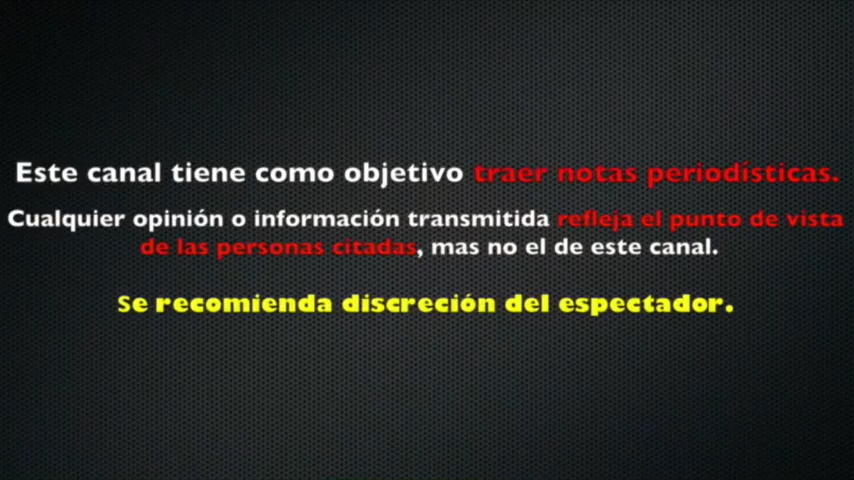 Este canal tiene como objetivo traer notas periodísticas.
Cualquier opinión o información transmitida refleja el punto de vista
de las personas citadas, mas no el de este canal.
Se recomienda discreción del espectador.